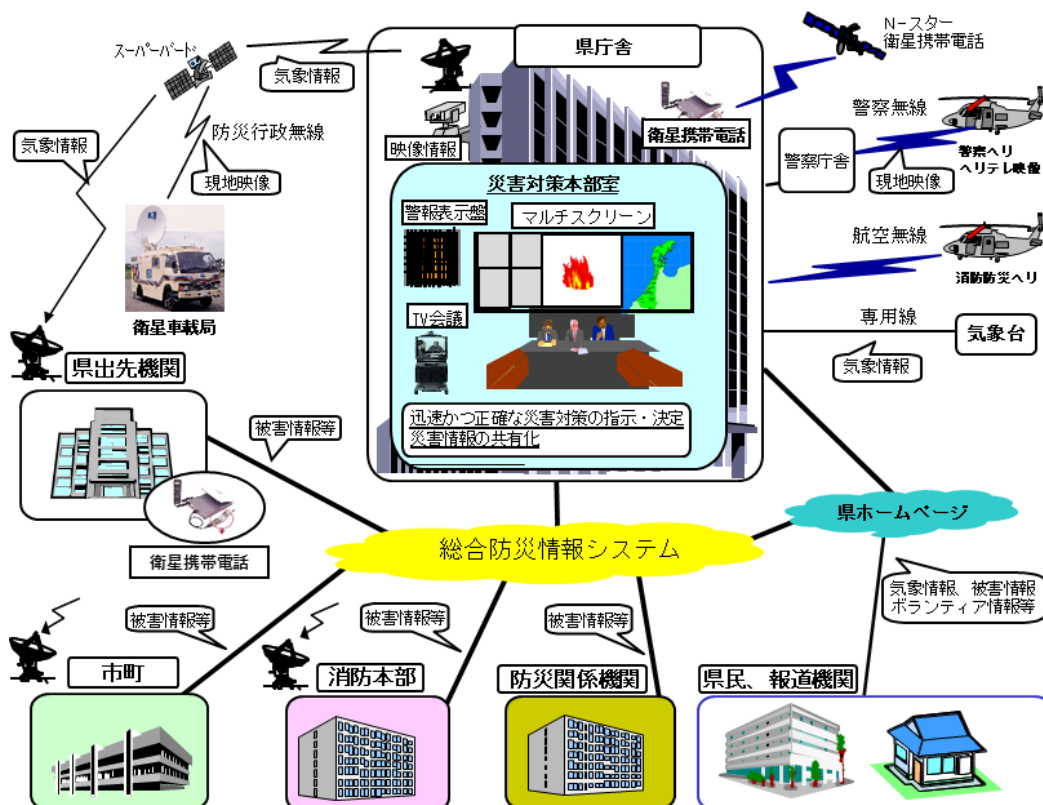 県庁舎
N－スター
衛星携帯電話
スーパーバード
気象情報
防災行政無線
気象情報
現地映像
衛星車載局
映像情報
衛星携帯電話
警察無線
警察庁舎
現地映像
警察ヘリ
ヘリテレ映像
航空無線
消防防災ヘリ
専用線
気象台
気象情報
災害対策本部室
警報表示盤
マルチスクリーン
TV会議
迅速かつ正確な災害対策の指示・決定
災害情報の共有化
県出先機関
被害情報等
衛星携帯電話
総合防災情報システム
県ホームページ
気象情報、被害情報
ボランティア情報等
被害情報等
被害情報等
被害情報等
市町
消防本部
防災関係機関
県民、報道機関